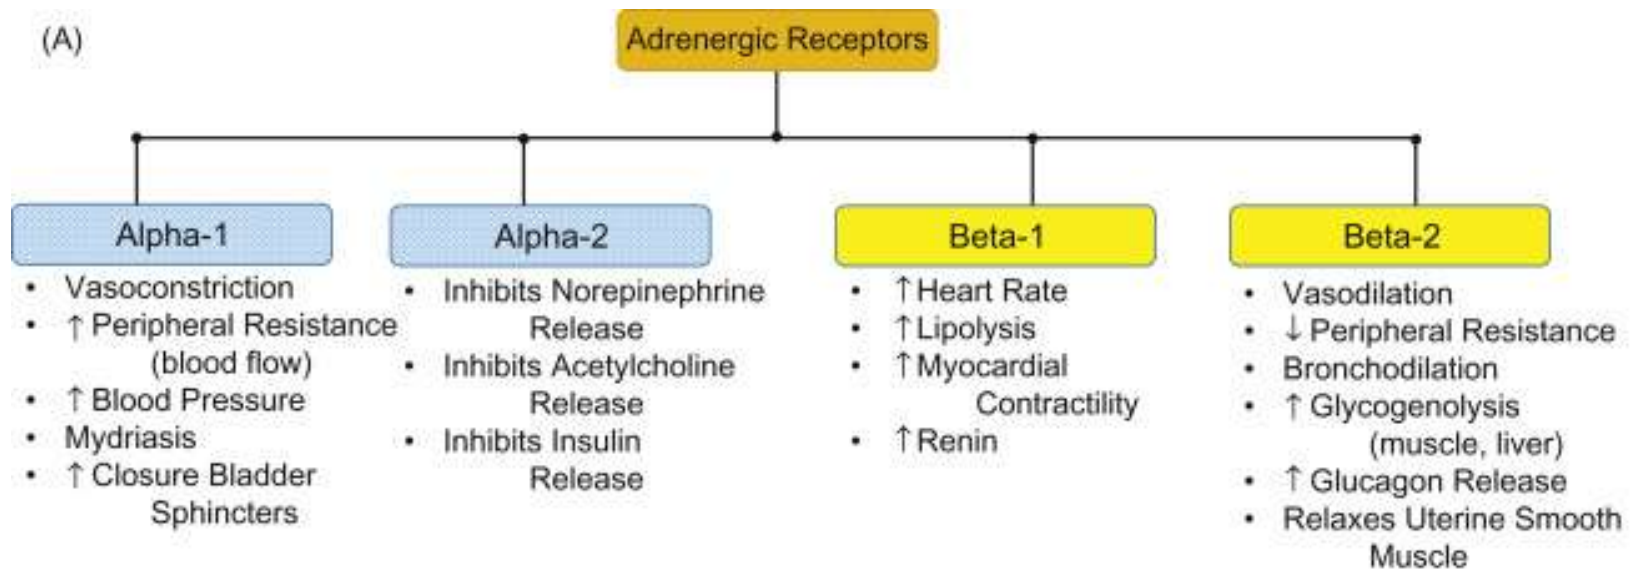 (A)
Adrenergic Receptors
Alpha-1
• Vasoconstriction
• ↑ Peripheral Resistance
(blood flow)
• ↑ Blood Pressure
• Mydriasis
• ↑ Closure Bladder
Sphincters
Alpha-2
• Inhibits Norepinephrine
Release
• Inhibits Acetylcholine
Release
• Inhibits Insulin
Release
Beta-1
• ↑ Heart Rate
• ↑ Lipolysis
• ↑ Myocardial
Contractility
• ↑ Renin
Beta-2
• Vasodilation
• ↓ Peripheral Resistance
• Bronchodilation
• ↑ Glycogenolysis
(muscle, liver)
• ↑ Glucagon Release
• Relaxes Uterine Smooth
Muscle